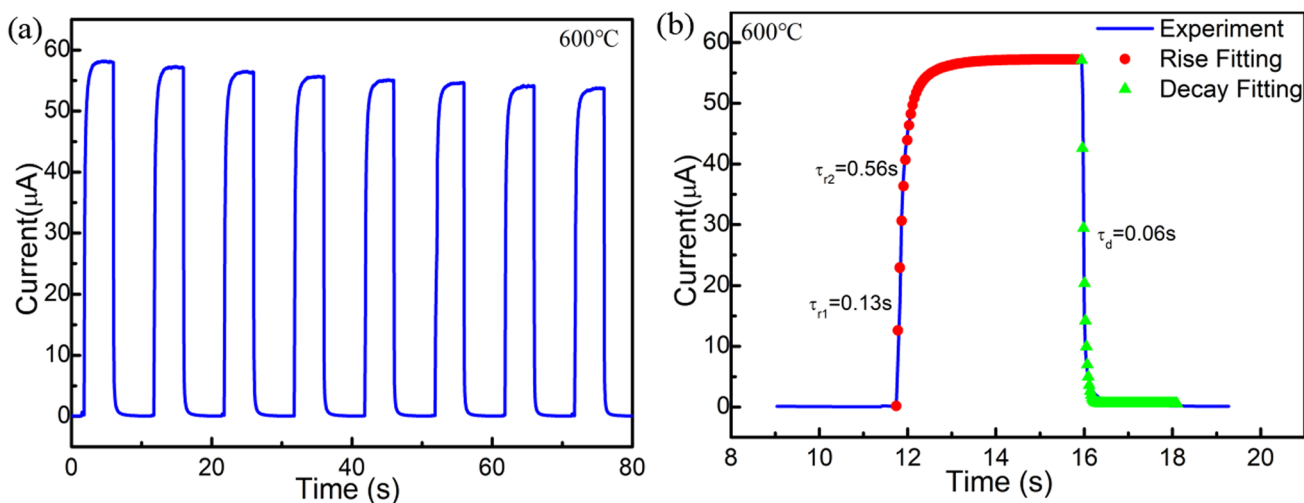 (a)
600℃
60
50
40
30
20
10
0
Current(μA)
0 20 40 60 80
Time (s)
(b)
600℃
Experiment
Rise Fitting
Decay Fitting
60
50
40
30
20
10
0
Current(μA)
τr2=0.56s
τd=0.06s
τr1=0.13s
8 10 12 14 16 18 20
Time (s)